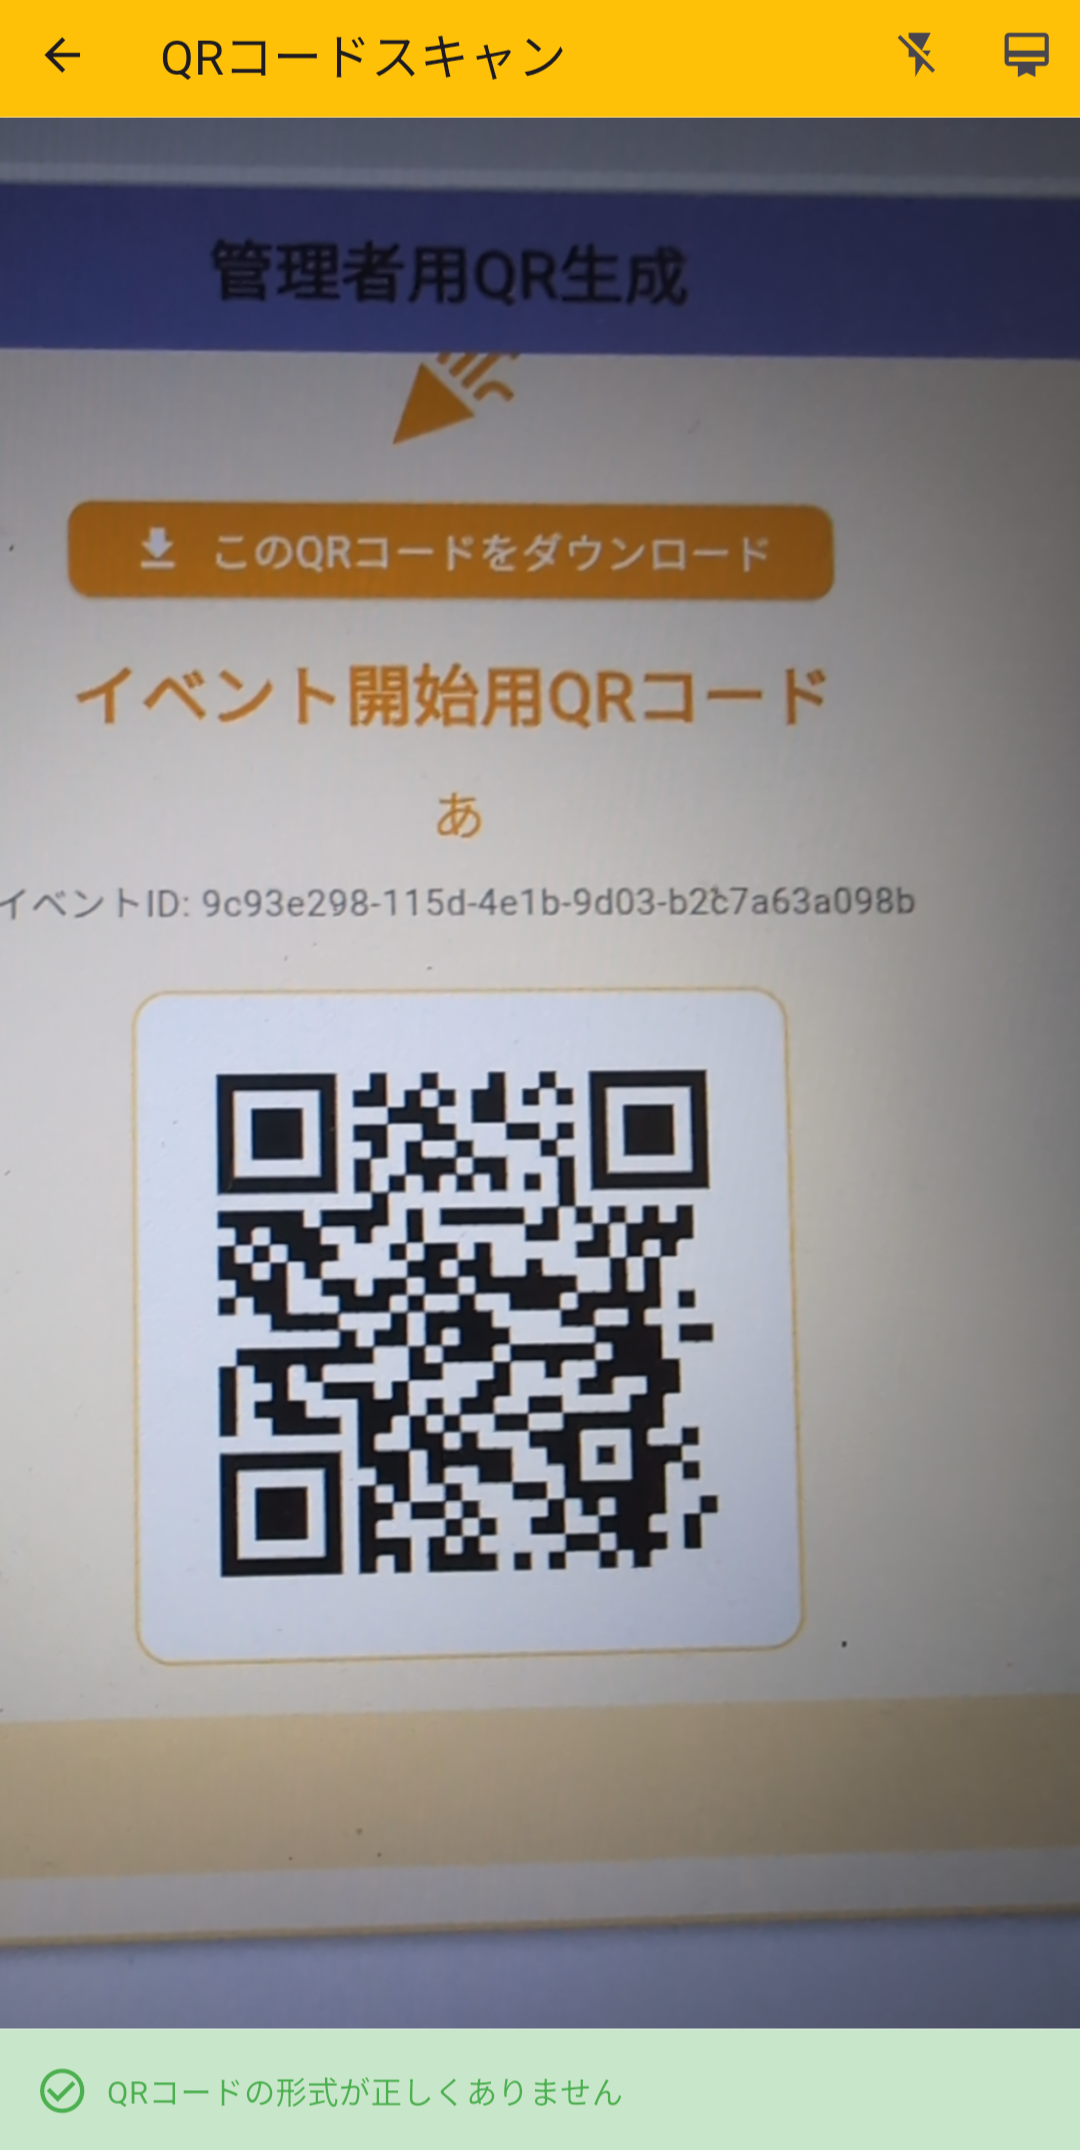 QRコードスキャン
管理者用QR生成
このQRコードをダウンロード
イベント開始用QRコード
あ
イベントID: 9c93e298-115d-4e1b-9d03-b2c7a63a098b
QRコードの形式が正しくありません